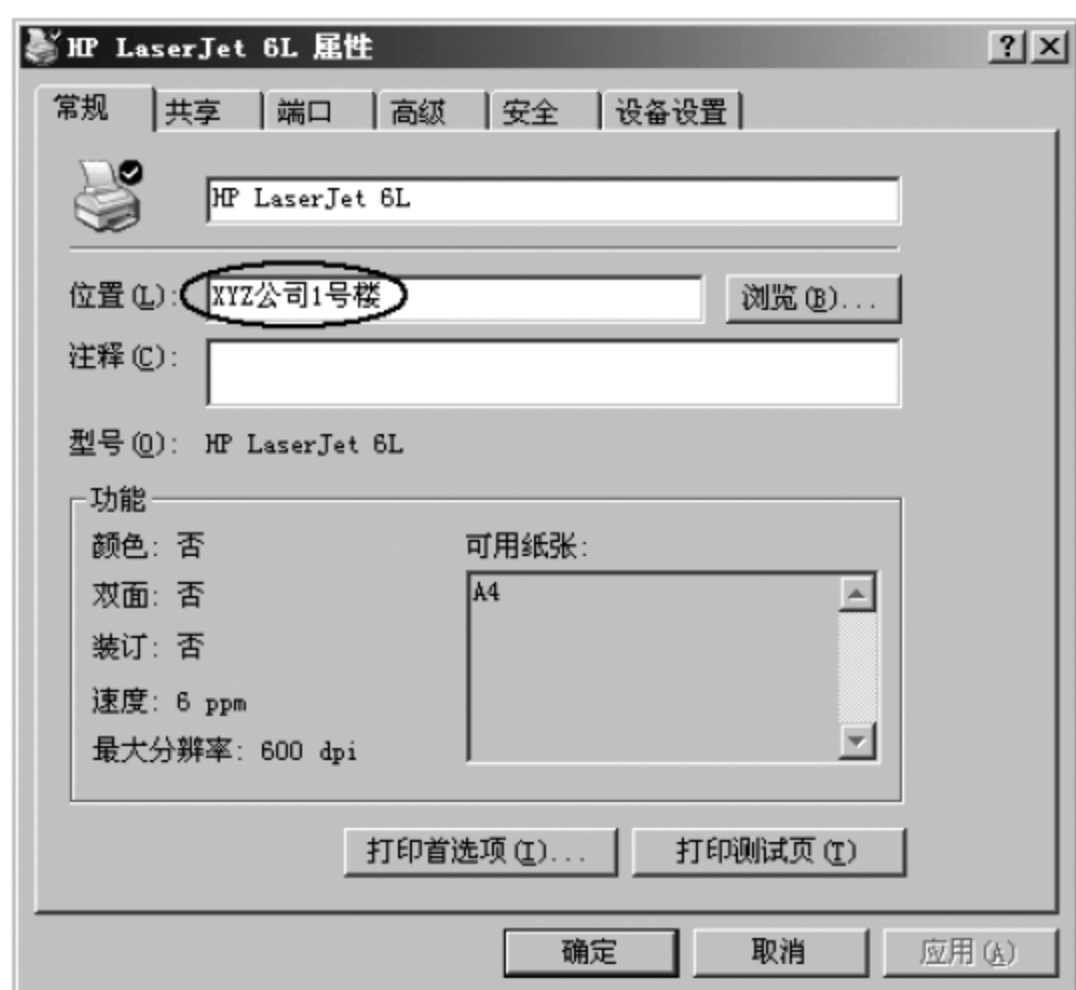 HP LaserJet 6L 属性
常规 共享 端口 高级 安全 设备设置
HP LaserJet 6L
位置(L): XYZ公司1号楼 浏览(B)...
注释(C):
型号(O): HP LaserJet 6L
功能
颜色: 否 可用纸张:
双面: 否 A4
装订: 否
速度: 6 ppm
最大分辨率: 600 dpi
打印首选项(I)... 打印测试页(T)
确定 取消 应用(A)